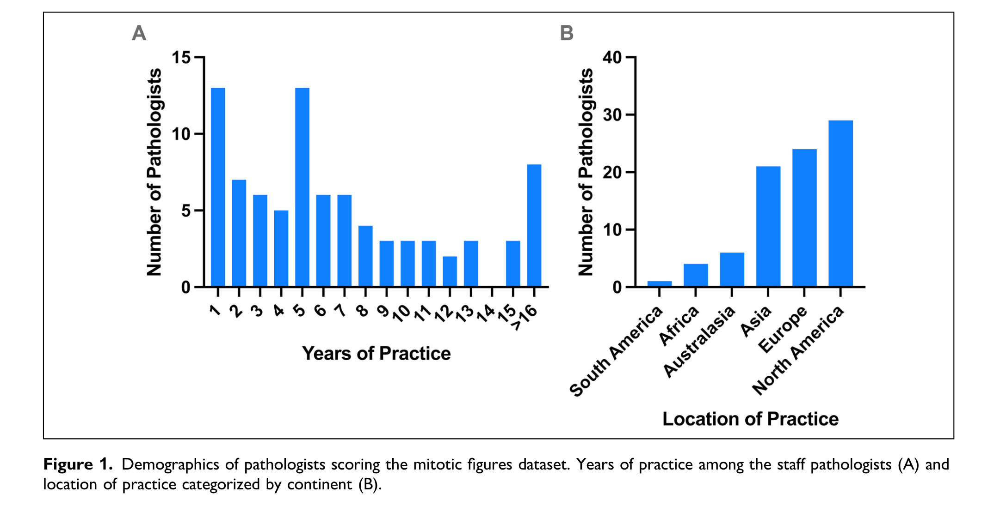 A
Number of Pathologists
15
10
5
0
1 2 3 4 5 6 7 8 9 10 11 12 13 14 15 >16
Years of Practice
B
Number of Pathologists
40
30
20
10
0
South America
Africa
Australasia
Asia
Europe
North America
Location of Practice
Figure 1. Demographics of pathologists scoring the mitotic figures dataset. Years of practice among the staff pathologists (A) and
location of practice categorized by continent (B).